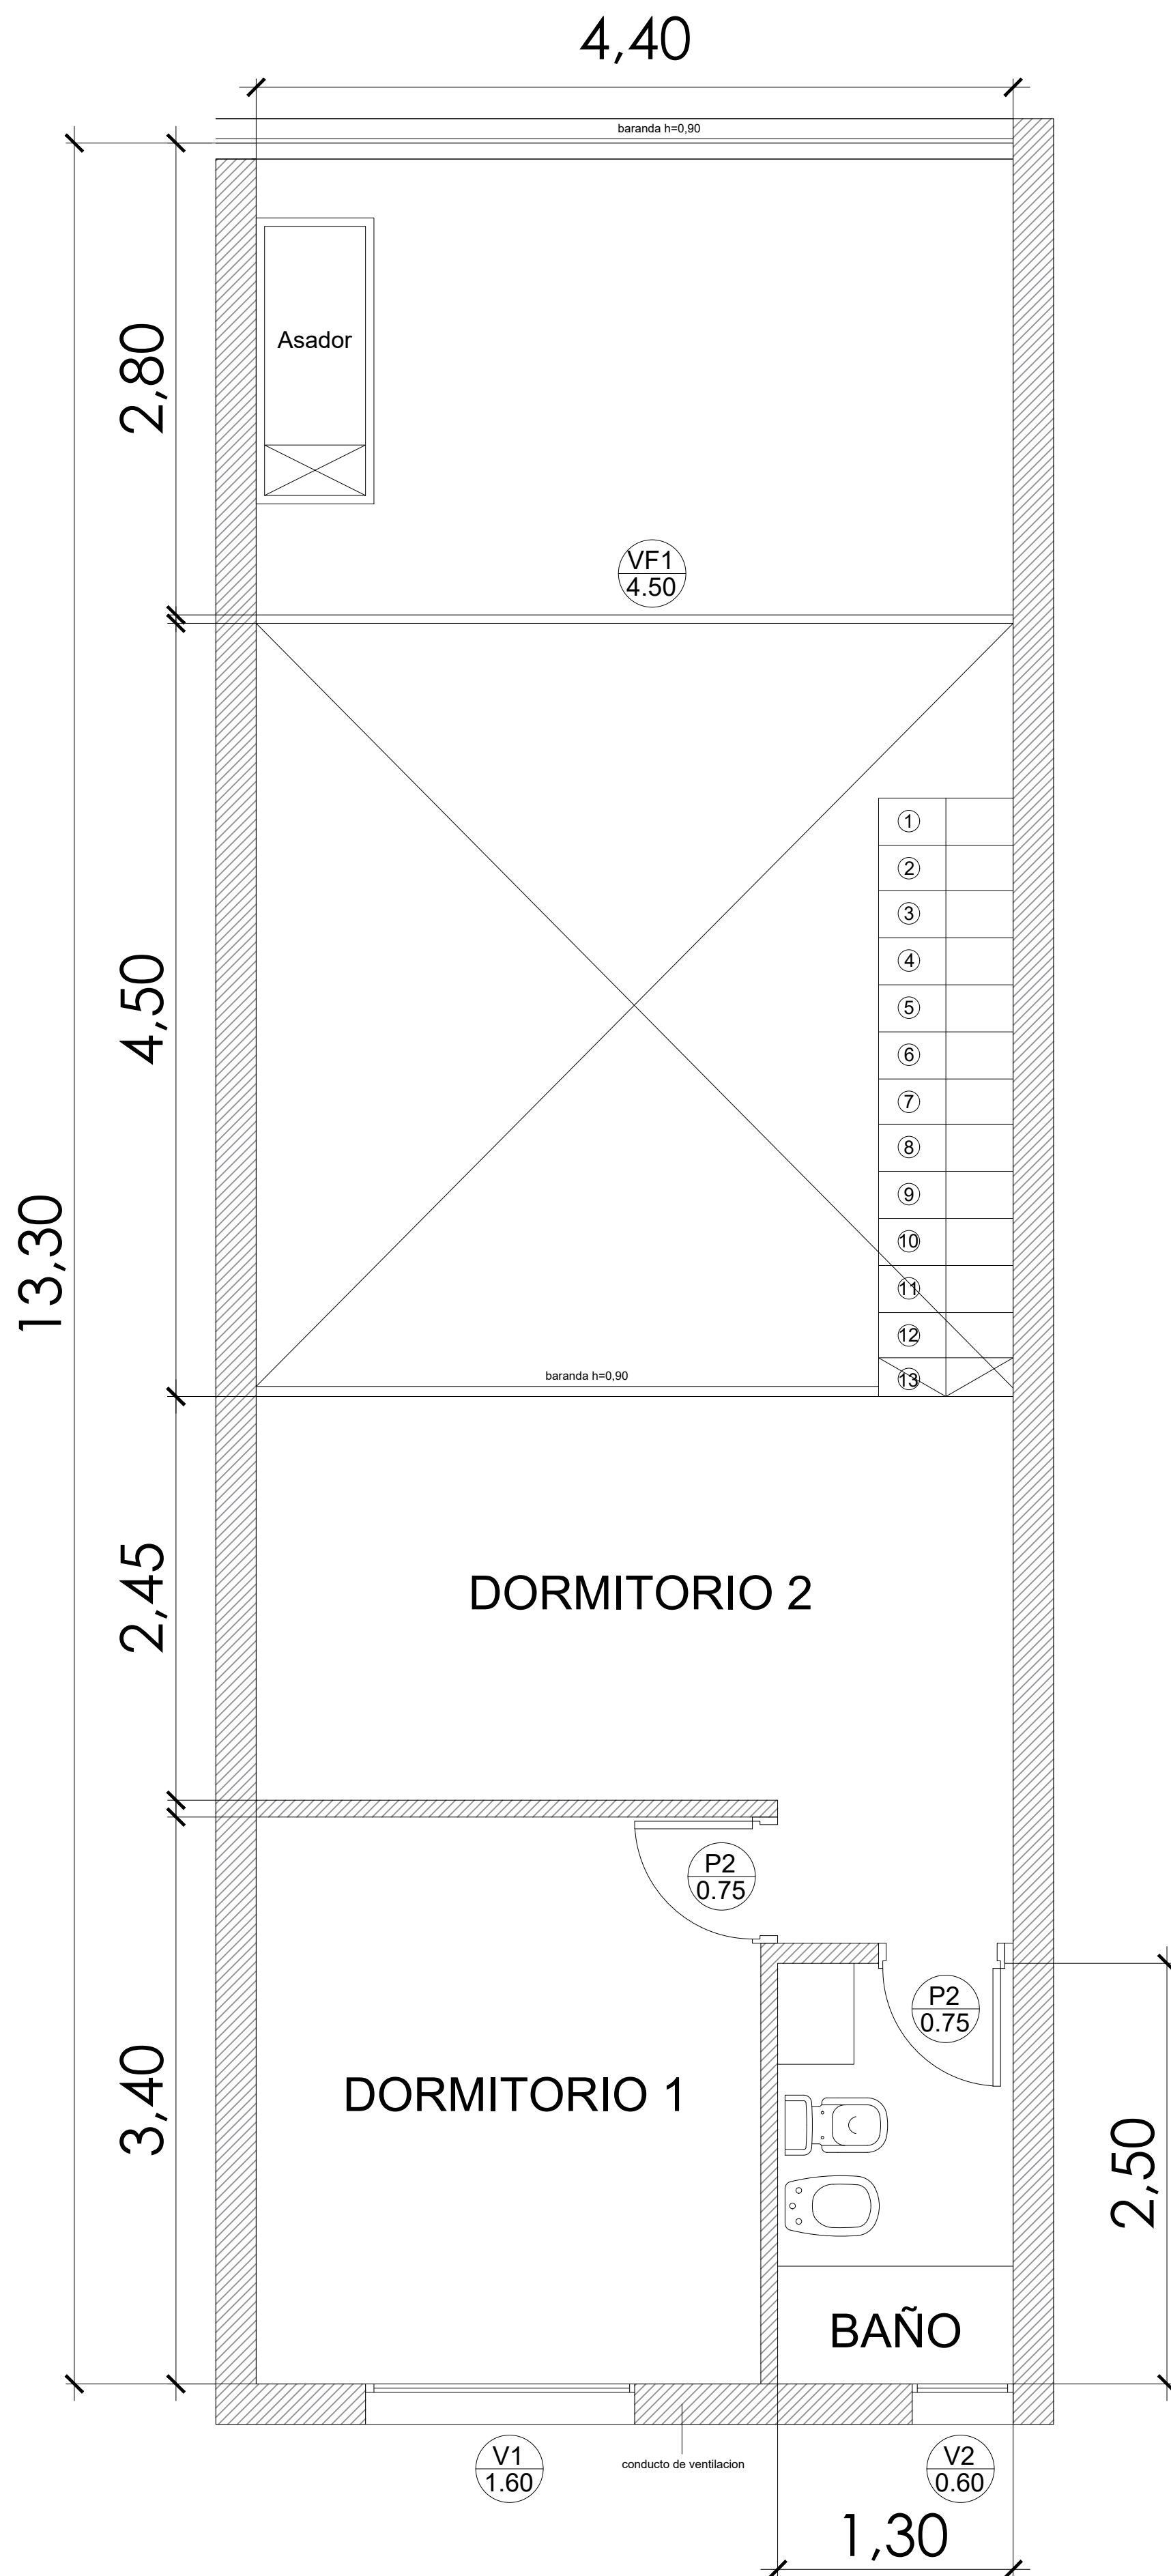 4,40
baranda h=0,90
Asador
2,80
VF1
4.50
1
2
3
4
5
6
7
8
9
10
11
12
13
4,50
13,30
baranda h=0,90
2,45
DORMITORIO 2
P2
0.75
P2
0.75
3,40
DORMITORIO 1
2,50
BAÑO
V1
1.60
conducto de ventilacion
V2
0.60
1,30